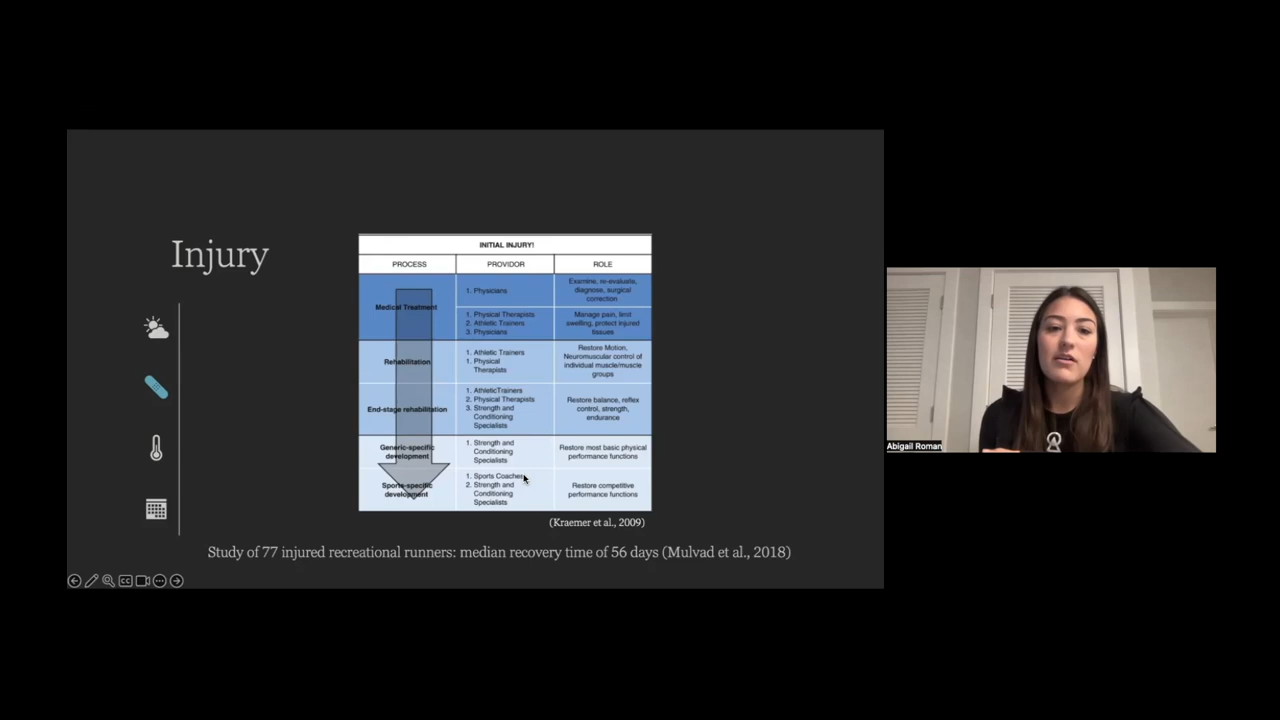 Injury
INITIAL INJURY!
PROCESS
PROVIDOR
ROLE
Medical Treatment
1. Physicians
Examine, re-evaluate,
diagnose, surgical
correction
1. Physical Therapists
2. Athletic Trainers
3. Physicians
Manage pain, limit
swelling, protect injured
tissues
Rehabilitation
1. Athletic Trainers
1. Physical
Therapists
Restore Motion,
Neuromuscular control of
individual muscle/muscle
groups
End-stage rehabilitation
1. AthleticTrainers
2. Physical Therapists
3. Strength and
Conditioning
Specialists
Restore balance, reflex
control, strength,
endurance
Generic-specific
development
1. Strength and
Conditioning
Specialists
Restore most basic physical
performance functions
Sports-specific
development
1. Sports Coaches
2. Strength and
Conditioning
Specialists
Restore competitive
performance functions
(Kraemer et al., 2009)
Study of 77 injured recreational runners: median recovery time of 56 days (Mulvad et al., 2018)
CC
Abigail Roman